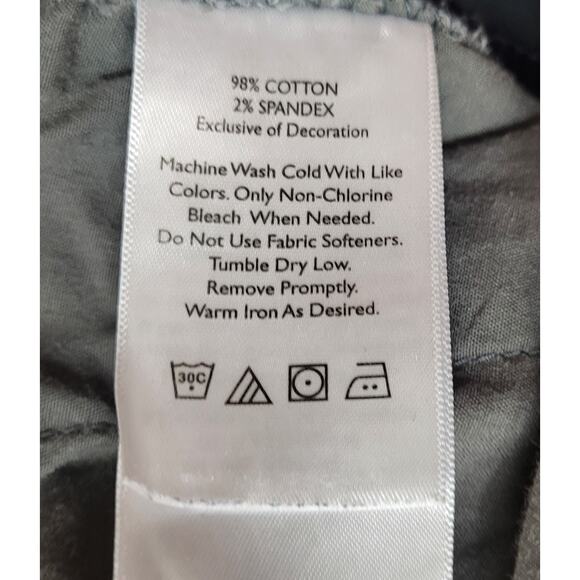 98% COTTON
2% SPANDEX
Exclusive of Decoration
Machine Wash Cold With Like
Colors. Only Non-Chlorine
Bleach When Needed.
Do Not Use Fabric Softeners.
Tumble Dry Low.
Remove Promptly.
Warm Iron As Desired.
30C